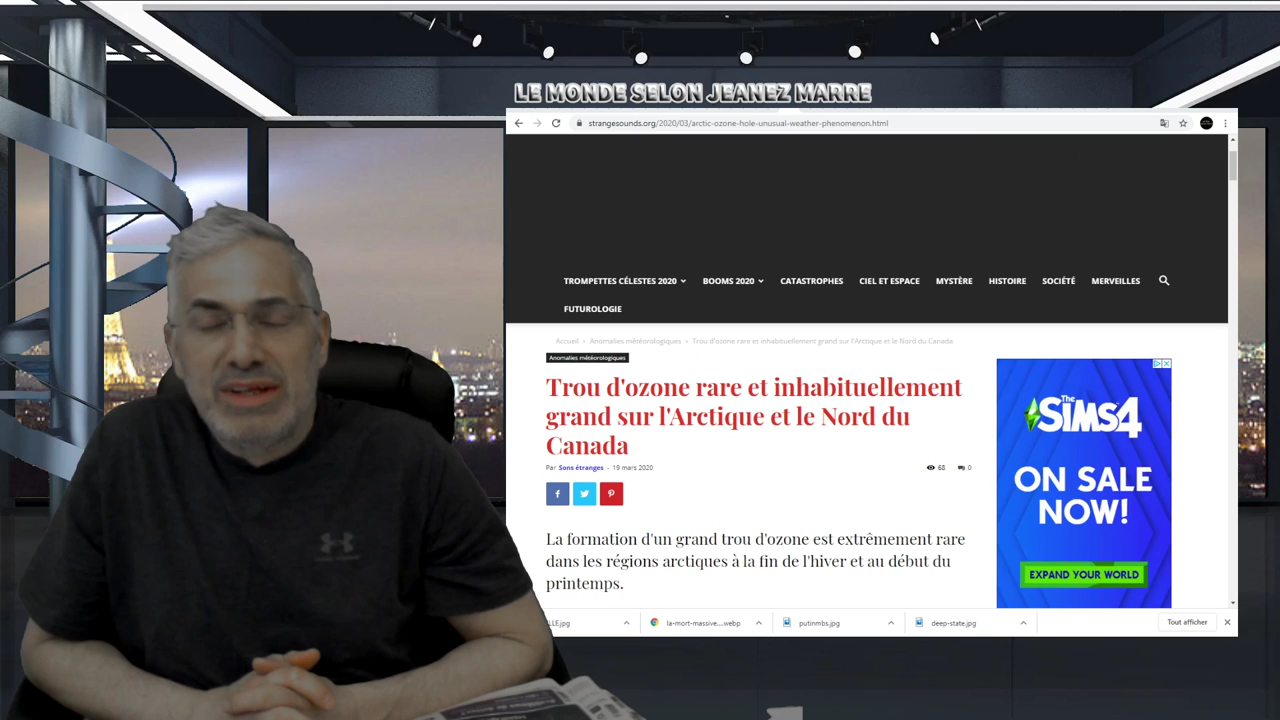 LE MONDE SELON JEANEZ MARRE
strangesounds.org/2020/03/arctic-ozone-hole-unusual-weather-phenomenon.html
TROMPETTES CÉLESTES 2020 BOOMS 2020 CATASTROPHES CIEL ET ESPACE MYSTÈRE HISTOIRE SOCIÉTÉ MERVEILLES
FUTUROLOGIE
Accueil › Anomalies météorologiques › Trou d'ozone rare et inhabituellement grand sur l'Arctique et le Nord du Canada
Anomalies météorologiques
Trou d'ozone rare et inhabituellement
grand sur l'Arctique et le Nord du
Canada
Par Sons étranges - 19 mars 2020 68 0
La formation d'un grand trou d'ozone est extrêmement rare
dans les régions arctiques à la fin de l'hiver et au début du
printemps.
The
SIMS4
ON SALE
NOW!
EXPAND YOUR WORLD
LLE.jpg la-mort-massive....webp putinmbs.jpg deep-state.jpg Tout afficher